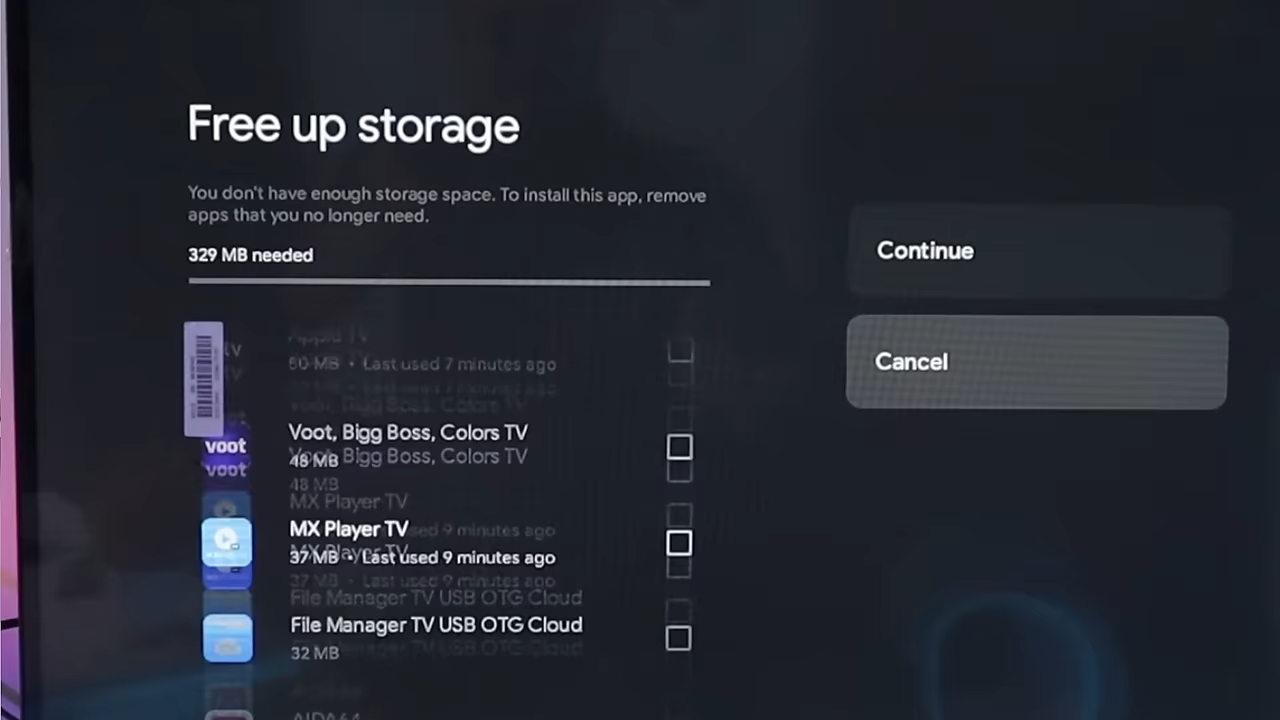 Free up storage
You don't have enough storage space. To install this app, remove
apps that you no longer need.
329 MB needed
Continue
Cancel
Apple TV
60 MB • Last used 7 minutes ago
voot
Voot, Bigg Boss, Colors TV
48 MB
MX Player TV
37 MB • Last used 9 minutes ago
File Manager TV USB OTG Cloud
32 MB
AIDA64